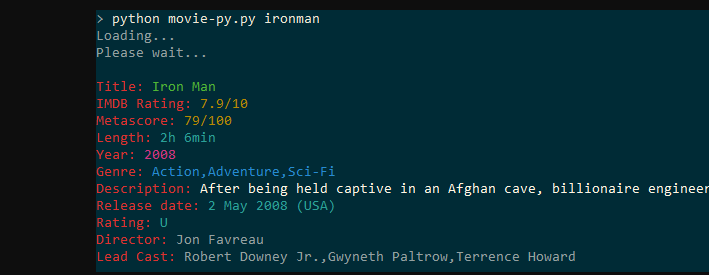 > python movie-py.py ironman
Loading...
Please wait...
Title: Iron Man
IMDB Rating: 7.9/10
Metascore: 79/100
Length: 2h 6min
Year: 2008
Genre: Action,Adventure,Sci-Fi
Description: After being held captive in an Afghan cave, billionaire engineer
Release date: 2 May 2008 (USA)
Rating: U
Director: Jon Favreau
Lead Cast: Robert Downey Jr.,Gwyneth Paltrow,Terrence Howard